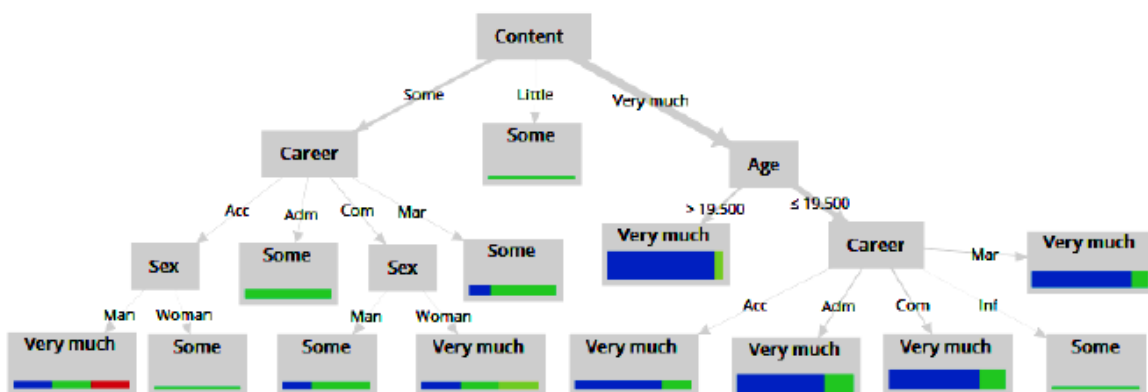 Content
Some
Little
Very much
Some
Career
Age
> 19.500
≤ 19.500
Acc
Adm
Com
Mar
Very much
Career
Very much
Sex
Some
Sex
Some
Mar
Man
Woman
Man
Woman
Acc
Adm
Com
Inf
Very much
Some
Some
Very much
Very much
Very much
Very much
Some